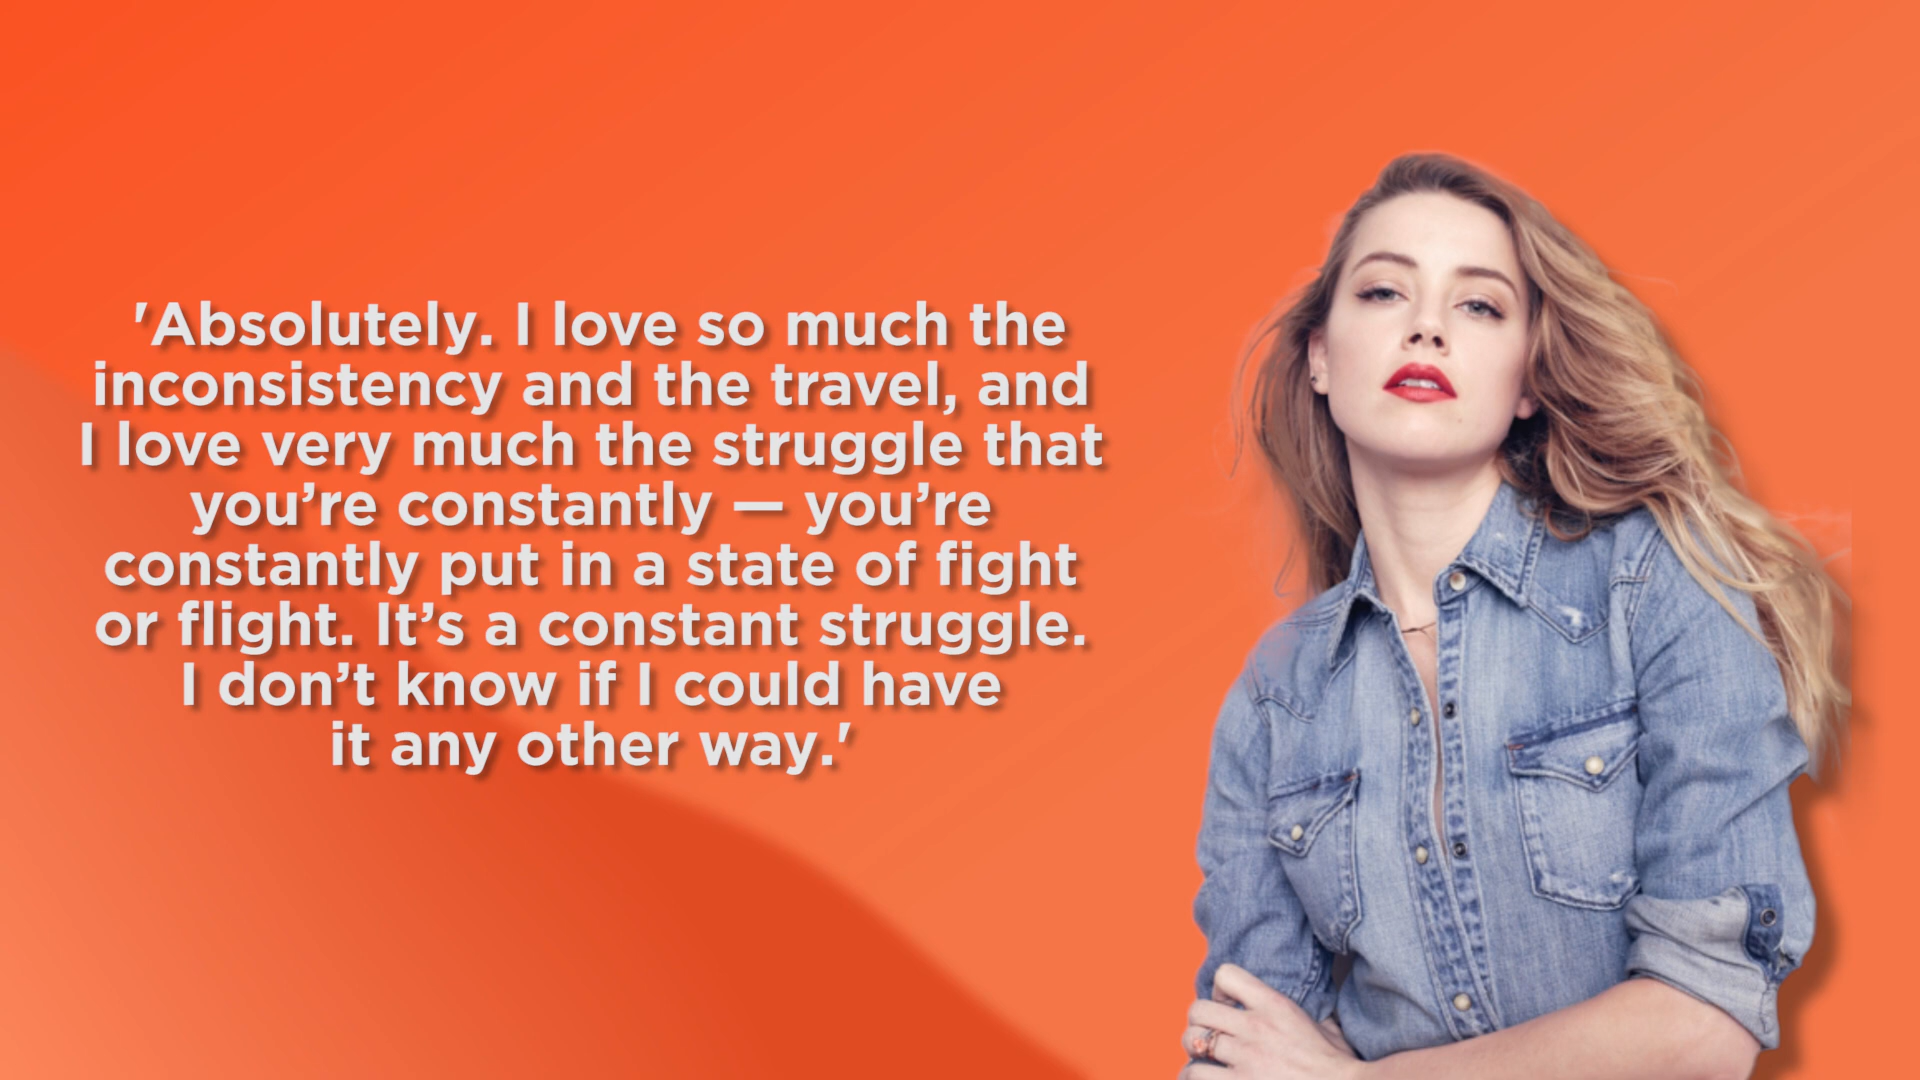 'Absolutely. I love so much the
inconsistency and the travel, and
I love very much the struggle that
you’re constantly — you’re
constantly put in a state of fight
or flight. It’s a constant struggle.
I don’t know if I could have
it any other way.'